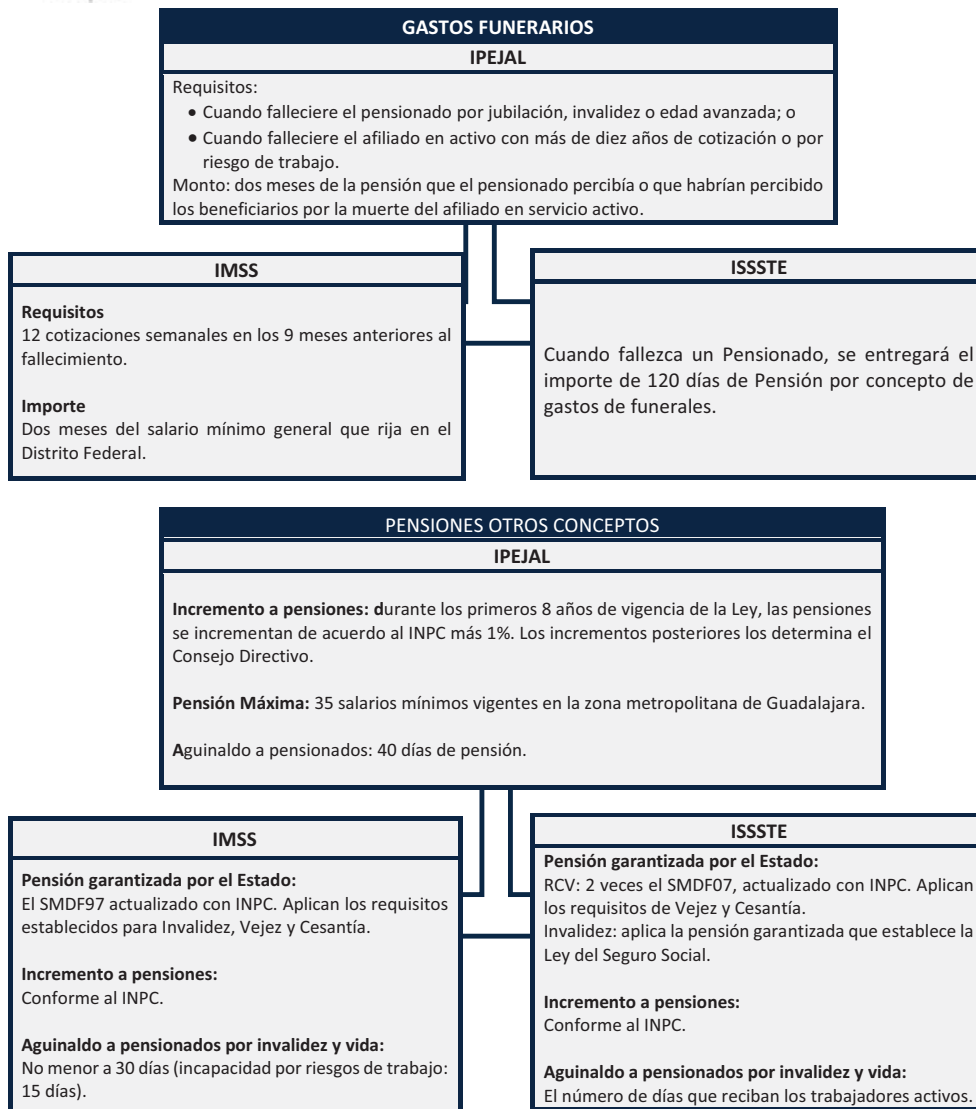 GASTOS FUNERARIOS
IPEJAL
Requisitos:
• Cuando falleciere el pensionado por jubilación, invalidez o edad avanzada; o
• Cuando falleciere el afiliado en activo con más de diez años de cotización o por
riesgo de trabajo.
Monto: dos meses de la pensión que el pensionado percibía o que habrían percibido
los beneficiarios por la muerte del afiliado en servicio activo.
IMSS
Requisitos
12 cotizaciones semanales en los 9 meses anteriores al
fallecimiento.
Importe
Dos meses del salario mínimo general que rija en el
Distrito Federal.
ISSSTE
Cuando fallezca un Pensionado, se entregará el
importe de 120 días de Pensión por concepto de
gastos de funerales.
PENSIONES OTROS CONCEPTOS
IPEJAL
Incremento a pensiones: durante los primeros 8 años de vigencia de la Ley, las pensiones
se incrementan de acuerdo al INPC más 1%. Los incrementos posteriores los determina el
Consejo Directivo.
Pensión Máxima: 35 salarios mínimos vigentes en la zona metropolitana de Guadalajara.
Aguinaldo a pensionados: 40 días de pensión.
IMSS
Pensión garantizada por el Estado:
El SMDF97 actualizado con INPC. Aplican los requisitos
establecidos para Invalidez, Vejez y Cesantía.
Incremento a pensiones:
Conforme al INPC.
Aguinaldo a pensionados por invalidez y vida:
No menor a 30 días (incapacidad por riesgos de trabajo:
15 días).
ISSSTE
Pensión garantizada por el Estado:
RCV: 2 veces el SMDF07, actualizado con INPC. Aplican
los requisitos de Vejez y Cesantía.
Invalidez: aplica la pensión garantizada que establece la
Ley del Seguro Social.
Incremento a pensiones:
Conforme al INPC.
Aguinaldo a pensionados por invalidez y vida:
El número de días que reciban los trabajadores activos.